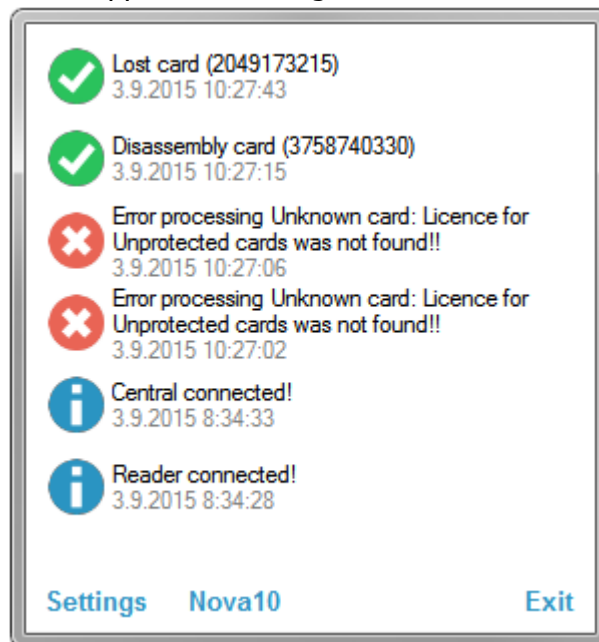 Lost card (2049173215)
3.9.2015 10:27:43
Disassembly card (3758740330)
3.9.2015 10:27:15
Error processing Unknown card: Licence for
Unprotected cards was not found!!
3.9.2015 10:27:06
Error processing Unknown card: Licence for
Unprotected cards was not found!!
3.9.2015 10:27:02
Central connected!
3.9.2015 8:34:33
Reader connected!
3.9.2015 8:34:28
Settings Nova10 Exit